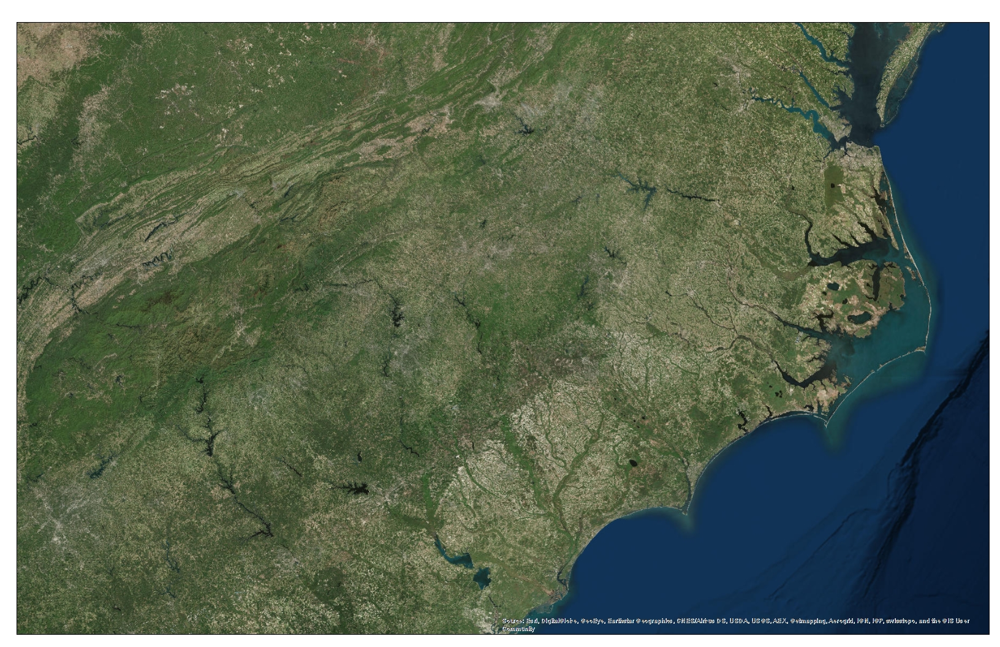 Source: Esri, DigitalGlobe, GeoEye, Earthstar Geographics, CNES/Airbus DS, USDA, USGS, AEX, Getmapping, Aerogrid, IGN, IGP, swisstopo, and the GIS User
Community